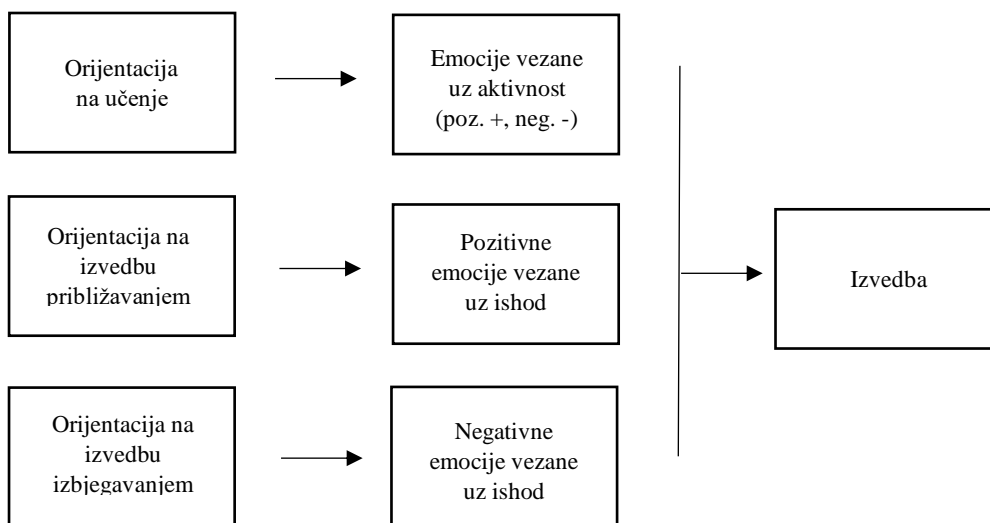 Orijentacija
na učenje
Emocije vezane
uz aktivnost
(poz. +, neg. -)
Orijentacija na
izvedbu
približavanjem
Pozitivne
emocije vezane
uz ishod
Izvedba
Orijentacija na
izvedbu
izbjegavanjem
Negativne
emocije vezane
uz ishod